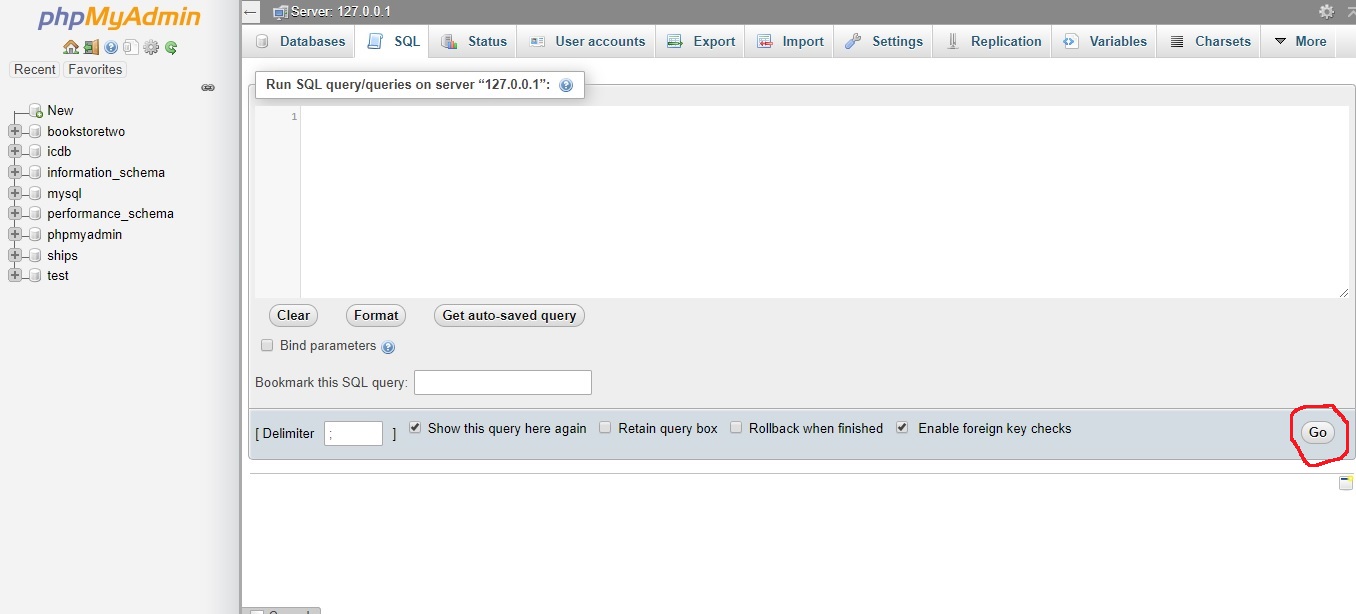 phpMyAdmin
Recent Favorites
New
bookstoretwo
icdb
information_schema
mysql
performance_schema
phpmyadmin
ships
test
Server: 127.0.0.1
Databases SQL Status User accounts Export Import Settings Replication Variables Charsets More
Run SQL query/queries on server “127.0.0.1”:
1
Clear Format Get auto-saved query
Bind parameters
Bookmark this SQL query:
[ Delimiter ; ] Show this query here again Retain query box Rollback when finished Enable foreign key checks Go